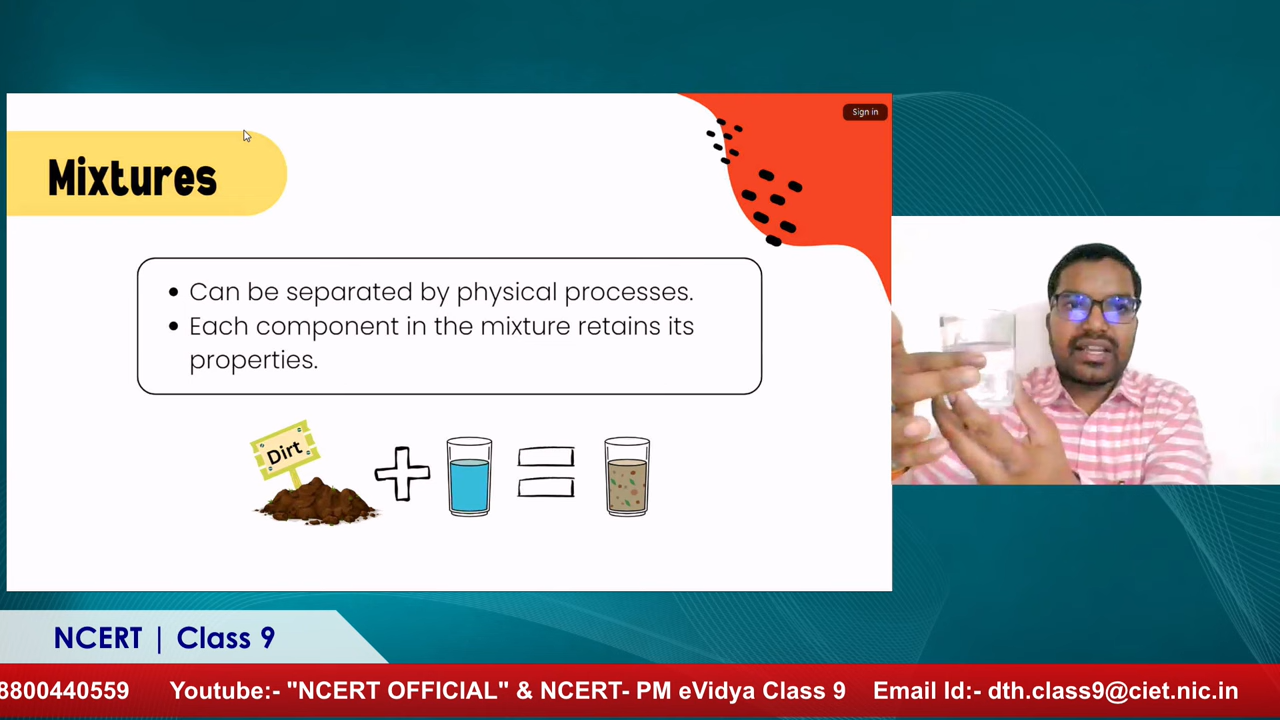 Sign in
Mixtures
• Can be separated by physical processes.
• Each component in the mixture retains its
properties.
Dirt
NCERT | Class 9
8800440559 Youtube:- "NCERT OFFICIAL" & NCERT- PM eVidya Class 9 Email Id:- dth.class9@ciet.nic.in